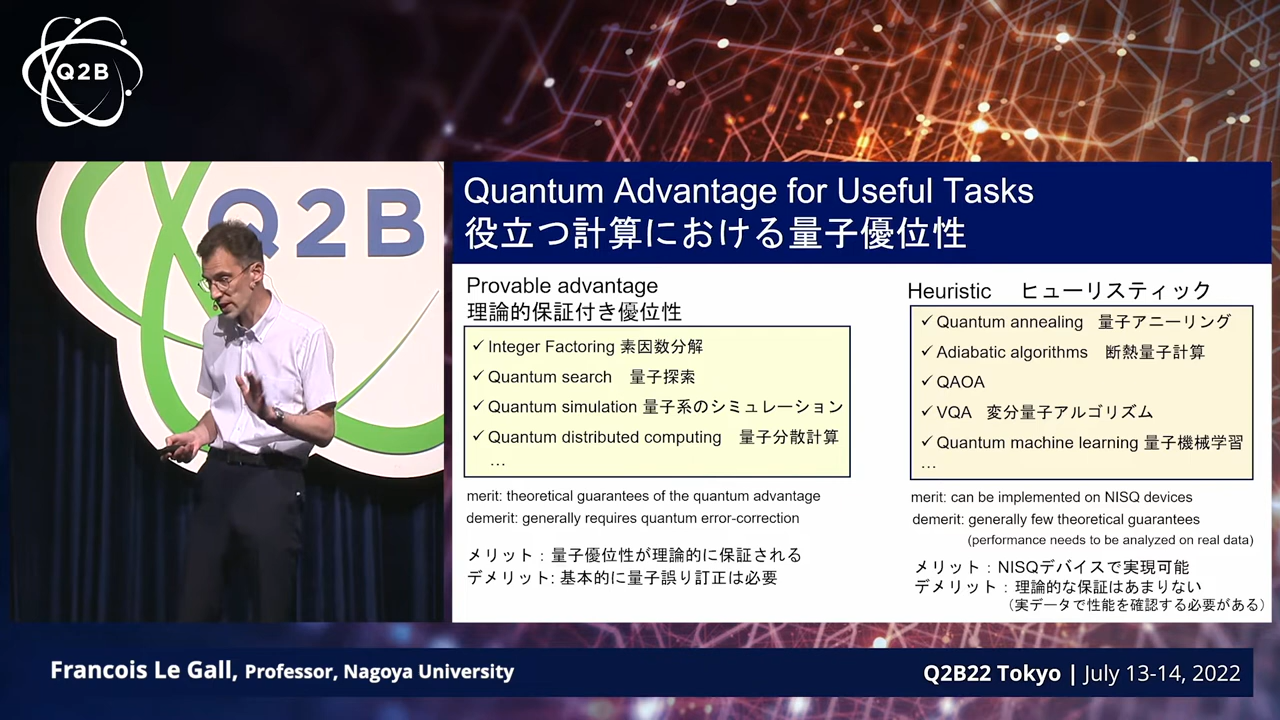 Q2B
Q2B
Quantum Advantage for Useful Tasks
役立つ計算における量子優位性
Provable advantage
理論的保証付き優位性
✓ Integer Factoring 素因数分解
✓ Quantum search 量子探索
✓ Quantum simulation 量子系のシミュレーション
✓ Quantum distributed computing 量子分散計算
…
merit: theoretical guarantees of the quantum advantage
demerit: generally requires quantum error-correction
メリット：量子優位性が理論的に保証される
デメリット: 基本的に量子誤り訂正は必要
Heuristic ヒューリスティック
✓ Quantum annealing 量子アニーリング
✓ Adiabatic algorithms 断熱量子計算
✓ QAOA
✓ VQA 変分量子アルゴリズム
✓ Quantum machine learning 量子機械学習
…
merit: can be implemented on NISQ devices
demerit: generally few theoretical guarantees
(performance needs to be analyzed on real data)
メリット：NISQデバイスで実現可能
デメリット：理論的な保証はあまりない
（実データで性能を確認する必要がある）
Francois Le Gall, Professor, Nagoya University
Q2B22 Tokyo | July 13-14, 2022